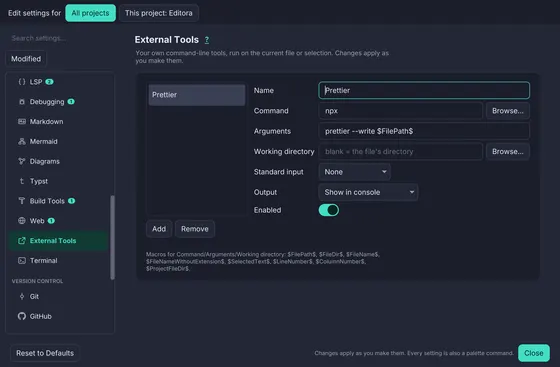 Edit settings for All projects This project: Editora
Search settings...
Modified
LSP 2
Debugging 1
Markdown
Mermaid
Diagrams
Typst
Build Tools 1
Web 1
External Tools
Terminal
VERSION CONTROL
Git
GitHub
External Tools ?
Your own command-line tools, run on the current file or selection. Changes apply as
you make them.
Prettier
Add Remove
Name Prettier
Command npx Browse...
Arguments prettier --write $FilePath$
Working directory blank = the file's directory Browse...
Standard input None
Output Show in console
Enabled
Macros for Command/Arguments/Working directory: $FilePath$, $FileDir$, $FileName$,
$FileNameWithoutExtension$, $SelectedText$, $LineNumber$, $ColumnNumber$,
$ProjectFileDir$.
Reset to Defaults
Changes apply as you make them. Every setting is also a palette command.
Close